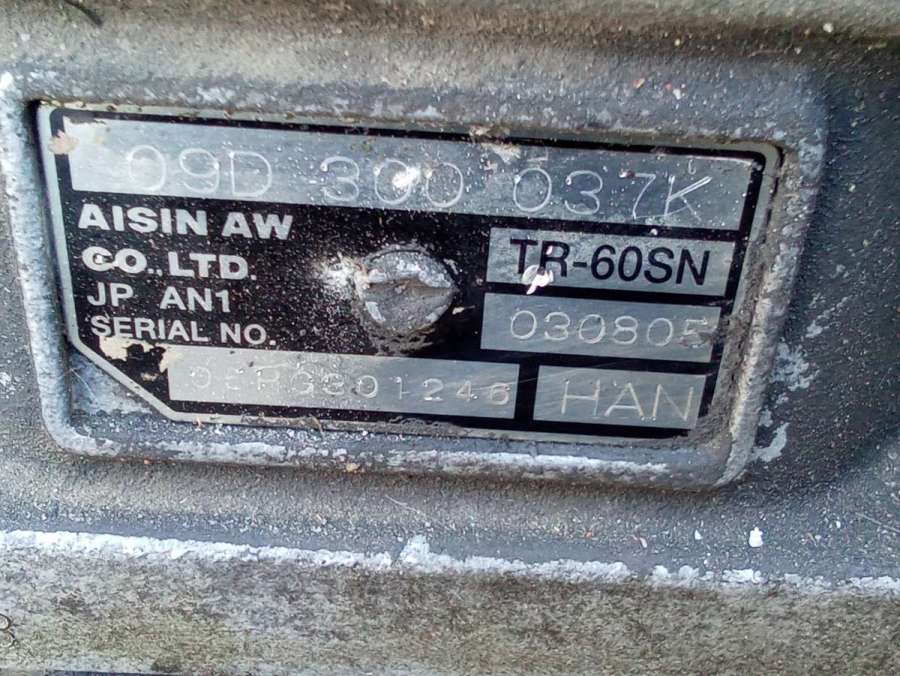 09D 300 037K
AISIN AW
CO.,LTD.
JP AN1
SERIAL NO.
TR-60SN
030805
HAN